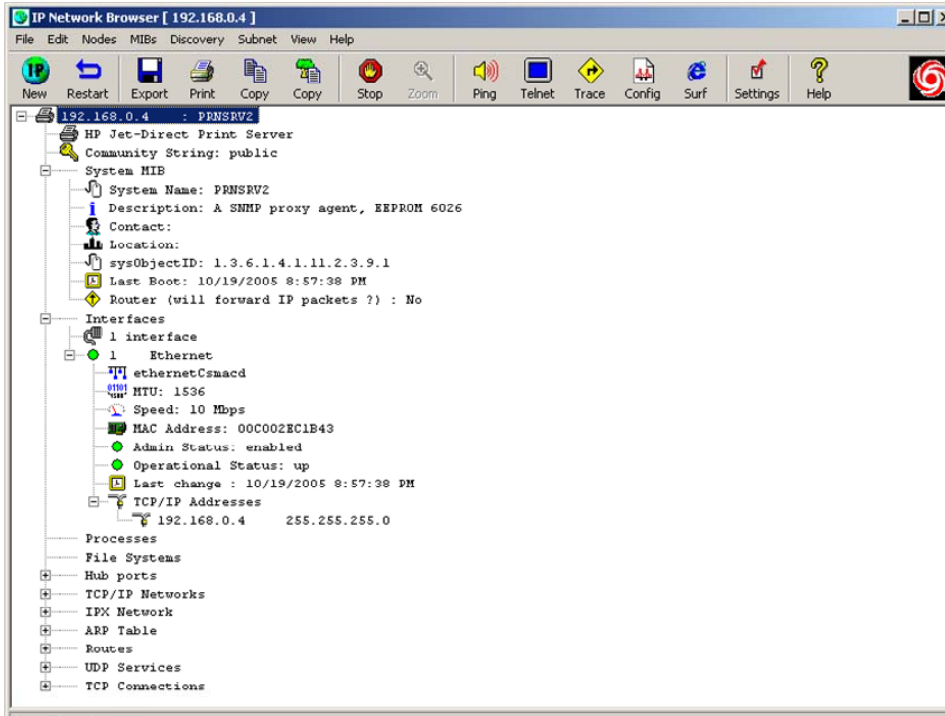 IP Network Browser [ 192.168.0.4 ]
File Edit Nodes MIBs Discovery Subnet View Help
New Restart Export Print Copy Copy Stop Zoom Ping Telnet Trace Config Surf Settings Help
192.168.0.4 : PRNSRV2
HP Jet-Direct Print Server
Community String: public
System MIB
System Name: PRNSRV2
Description: A SNMP proxy agent, EEPROM 6026
Contact:
Location:
sysObjectID: 1.3.6.1.4.1.11.2.3.9.1
Last Boot: 10/19/2005 8:57:38 PM
Router (will forward IP packets ?) : No
Interfaces
1 interface
1 Ethernet
ethernetCsmacd
MTU: 1536
Speed: 10 Mbps
MAC Address: 00C002EC1B43
Admin Status: enabled
Operational Status: up
Last change : 10/19/2005 8:57:38 PM
TCP/IP Addresses
192.168.0.4 255.255.255.0
Processes
File Systems
Hub ports
TCP/IP Networks
IPX Network
ARP Table
Routes
UDP Services
TCP Connections